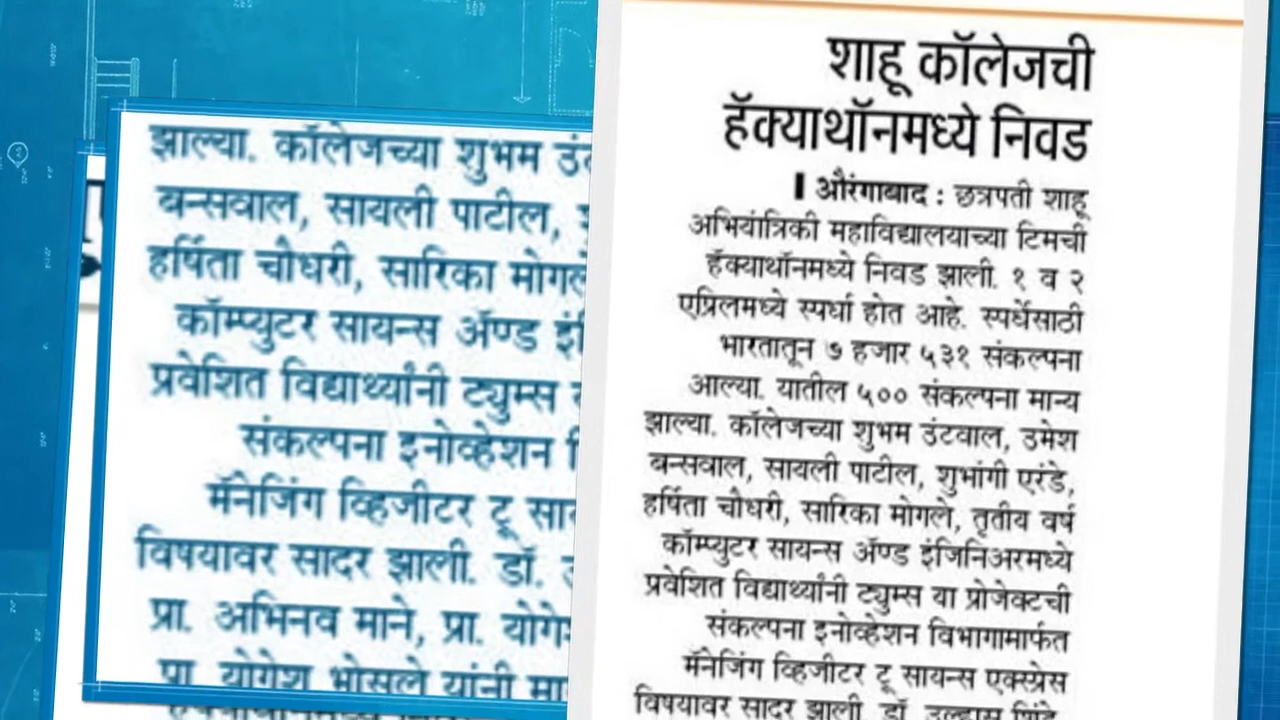 झाल्या. कॉलेजच्या शुभम
बन्सवाल, सायली पाटील,
हर्षिता चौधरी, सारिका मोगले
कॉम्प्युटर सायन्स ॲण्ड
प्रवेशित विद्यार्थ्यांनी ट्युम्स
संकल्पना इनोव्हेशन
मॅनेजिंग व्हिजीटर टू
विषयावर सादर झाली. डॉ.
प्रा. अभिनव माने, प्रा.
प्रा. योगेश भोसले यांनी
शाहू कॉलेजची
हॅक्याथॉनमध्ये निवड
औरंगाबाद : छत्रपती शाहू
अभियांत्रिकी महाविद्यालयाच्या टिमची
हॅक्याथॉनमध्ये निवड झाली. १ व २
एप्रिलमध्ये स्पर्धा होत आहे. स्पर्धेसाठी
भारतातून ७ हजार ५३१ संकल्पना
आल्या. यातील ५०० संकल्पना मान्य
झाल्या. कॉलेजच्या शुभम उंटवाल, उमेश
बन्सवाल, सायली पाटील, शुभांगी एरंडे,
हर्षिता चौधरी, सारिका मोगले, तृतीय वर्ष
कॉम्प्युटर सायन्स ॲण्ड इंजिनिअरमध्ये
प्रवेशित विद्यार्थ्यांनी ट्युम्स या प्रोजेक्टची
संकल्पना इनोव्हेशन विभागामार्फत
मॅनेजिंग व्हिजीटर टू सायन्स एक्स्प्रेस
विषयावर सादर झाली. डॉ. उल्हास शिंदे,